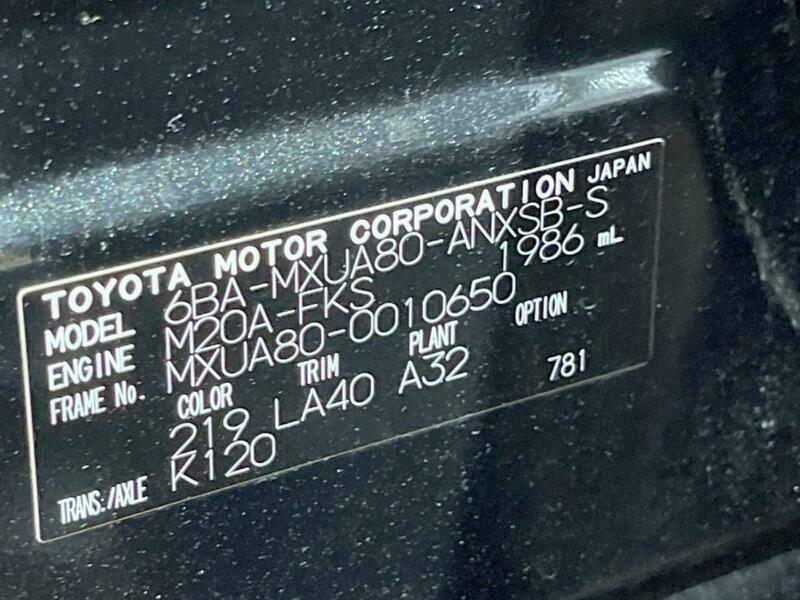 TOYOTA MOTOR CORPORATION JAPAN
MODEL 6BA-MXUA80-ANXSB-S
ENGINE M20A-FKS 1986 mL
FRAME No. MXUA80-0010650
COLOR TRIM PLANT OPTION
219 LA40 A32 781
TRANS./AXLE K120